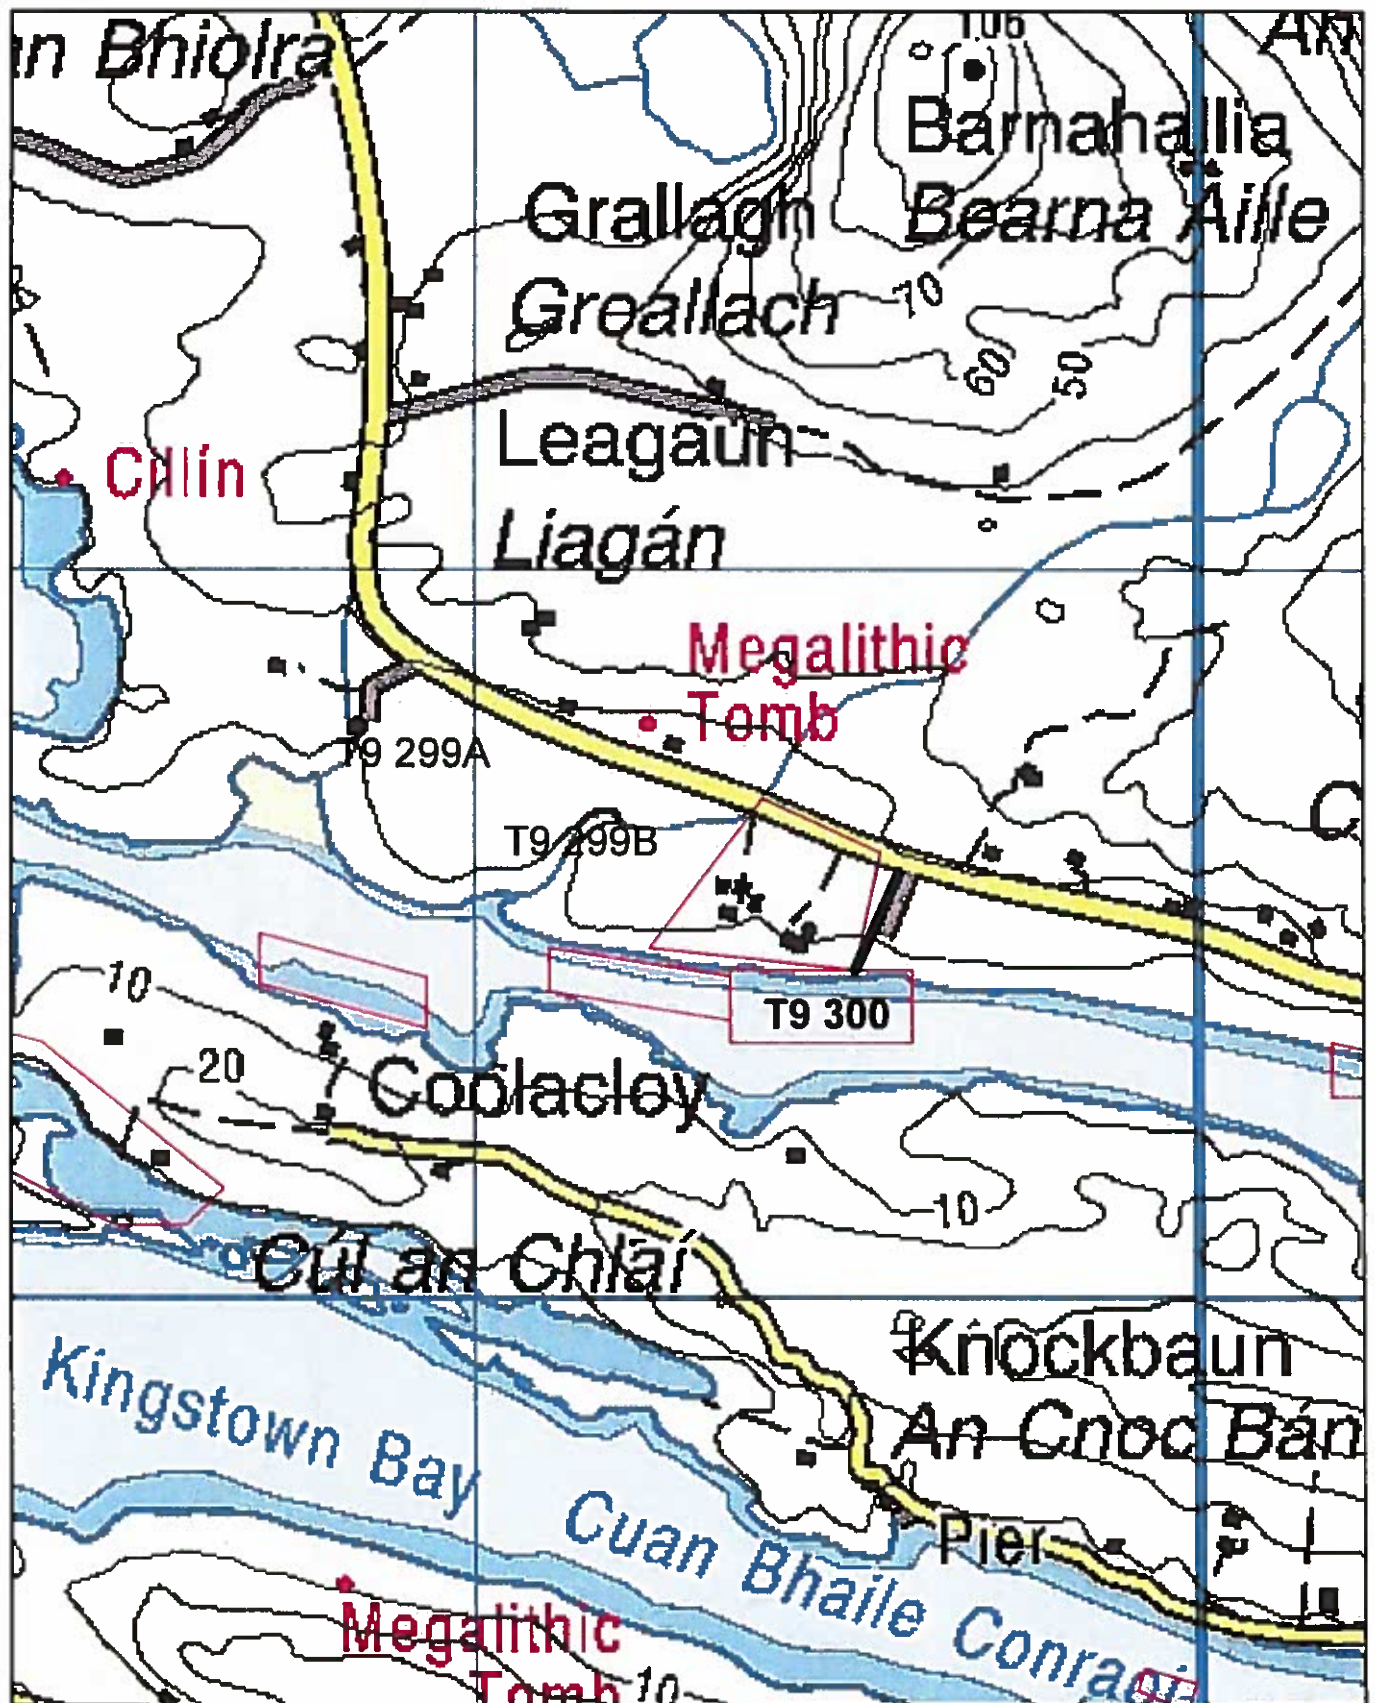 106
An
an Bhiolra
Barnahallia
Grallagh
Bearna Aille
Greallach
70
60
50
Leagaun
Cillín
Liagán
Megalithic
Tomb
T9 299A
T9 299B
C
10
T9 300
20
Coolacloy
10
Cúl an Chlaí
Knockbaun
Kingstown Bay
An Cnoc Bán
Cuan Bhaile Conraoi
Pier
Megalithic
Tomb
10